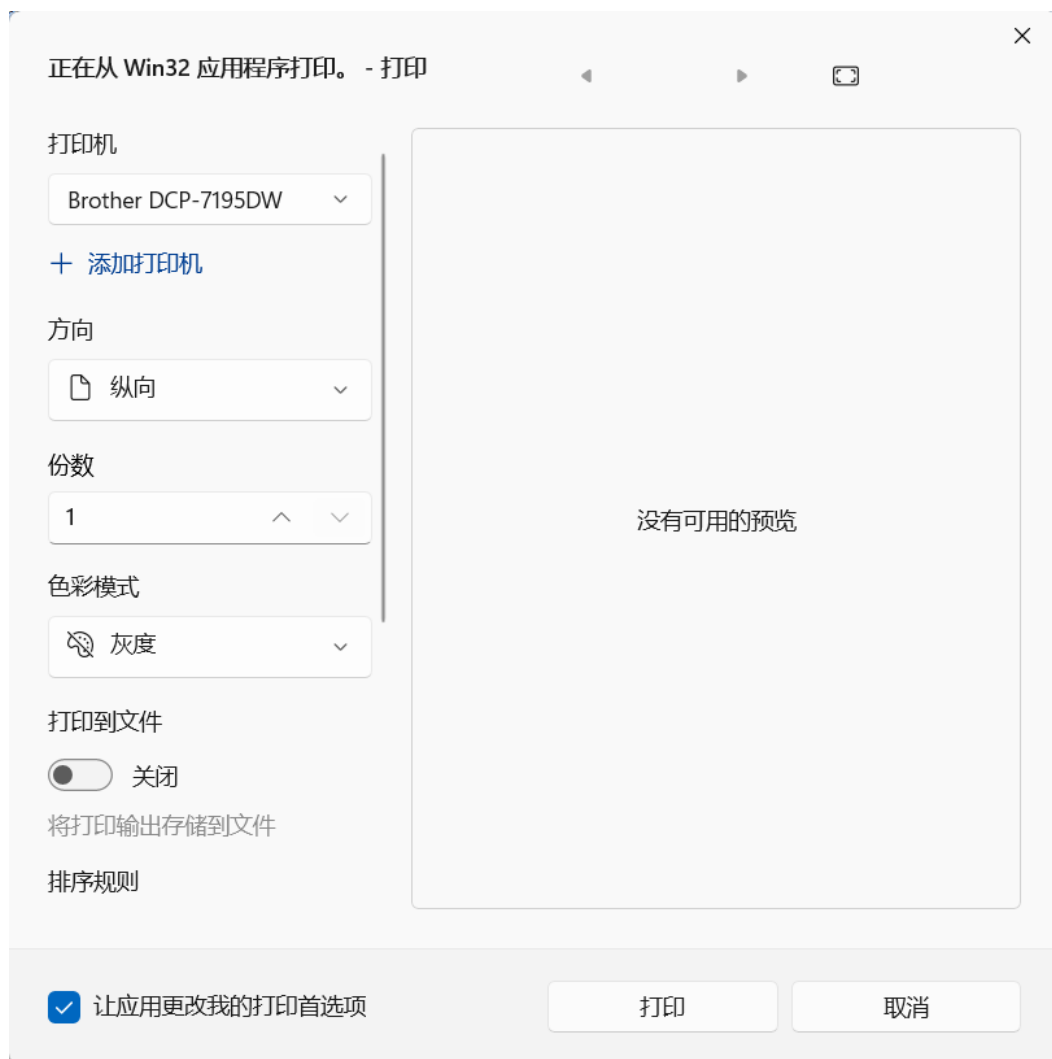 正在从 Win32 应用程序打印。 - 打印
打印机
Brother DCP-7195DW
添加打印机
方向
纵向
份数
1
色彩模式
灰度
打印到文件
关闭
将打印输出存储到文件
排序规则
没有可用的预览
让应用更改我的打印首选项
打印
取消